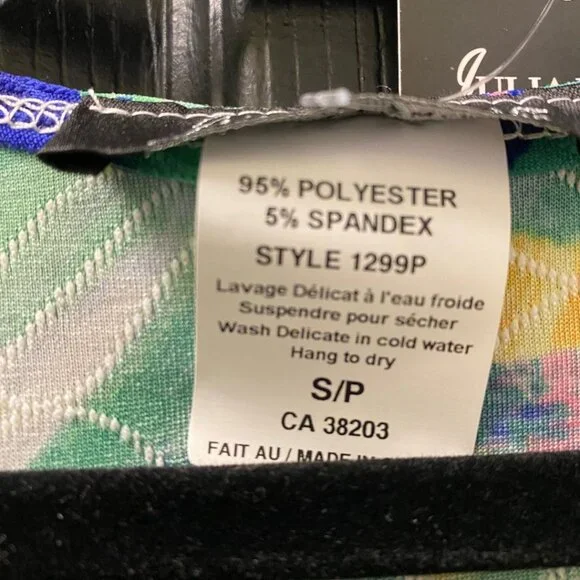 95% POLYESTER
5% SPANDEX
STYLE 1299P
Lavage Délicat à l'eau froide
Suspendre pour sécher
Wash Delicate in cold water
Hang to dry
S/P
CA 38203
FAIT AU / MADE IN